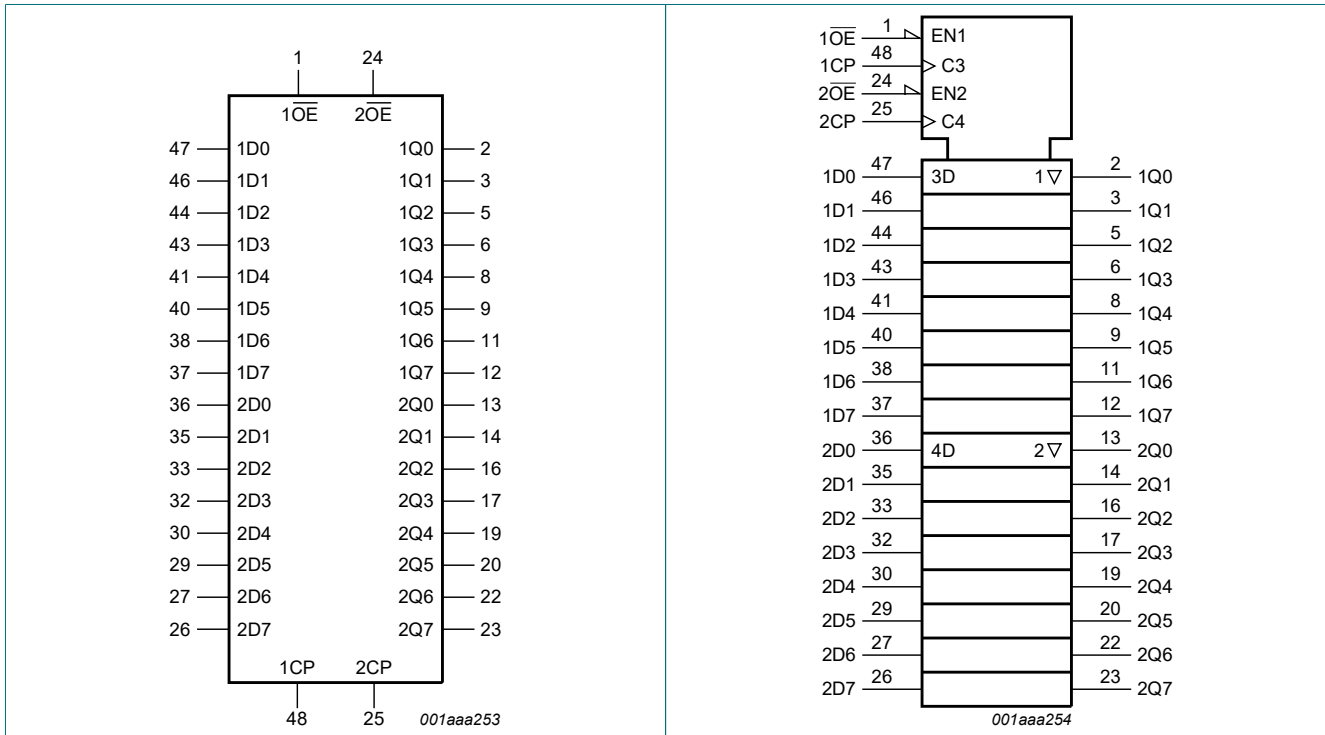 1 24
1O̅E̅ 2O̅E̅
47 1D0 1Q0 2
46 1D1 1Q1 3
44 1D2 1Q2 5
43 1D3 1Q3 6
41 1D4 1Q4 8
40 1D5 1Q5 9
38 1D6 1Q6 11
37 1D7 1Q7 12
36 2D0 2Q0 13
35 2D1 2Q1 14
33 2D2 2Q2 16
32 2D3 2Q3 17
30 2D4 2Q4 19
29 2D5 2Q5 20
27 2D6 2Q6 22
26 2D7 2Q7 23
1CP 2CP
48 25 001aaa253
1O̅E̅ 1 EN1
1CP 48 C3
2O̅E̅ 24 EN2
2CP 25 C4
1D0 47 3D 1▽ 2 1Q0
1D1 46 3 1Q1
1D2 44 5 1Q2
1D3 43 6 1Q3
1D4 41 8 1Q4
1D5 40 9 1Q5
1D6 38 11 1Q6
1D7 37 12 1Q7
2D0 36 4D 2▽ 13 2Q0
2D1 35 14 2Q1
2D2 33 16 2Q2
2D3 32 17 2Q3
2D4 30 19 2Q4
2D5 29 20 2Q5
2D6 27 22 2Q6
2D7 26 23 2Q7
001aaa254